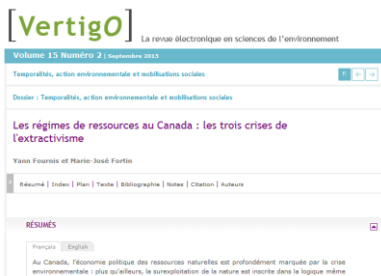 [VertigO] La revue électronique en sciences de l'environnement
Volume 15 Numéro 2 | Septembre 2015
Temporalités, action environnementale et mobilisations sociales
Dossier : Temporalités, action environnementale et mobilisations sociales
Les régimes de ressources au Canada : les trois crises de
l'extractivisme
Yann Fournis et Marie-José Fortin
Résumé | Index | Plan | Texte | Bibliographie | Notes | Citation | Auteurs
RÉSUMÉS
Français English
Au Canada, l'économie politique des ressources naturelles est profondément marquée par la crise
environnementale : plus qu'ailleurs, la surexploitation de la nature est inscrite dans la logique même